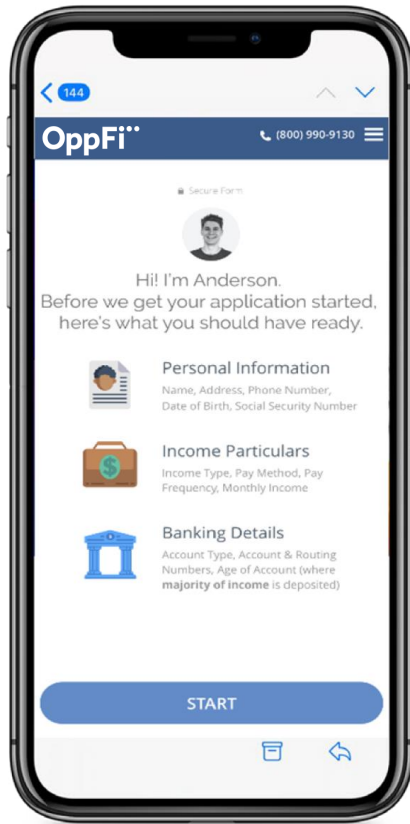 144
OppFi
(800) 990-9130
Secure Form
Hi! I'm Anderson.
Before we get your application started,
here's what you should have ready.
Personal Information
Name, Address, Phone Number,
Date of Birth, Social Security Number
Income Particulars
Income Type, Pay Method, Pay
Frequency, Monthly Income
Banking Details
Account Type, Account & Routing
Numbers, Age of Account (where
majority of income is deposited)
START